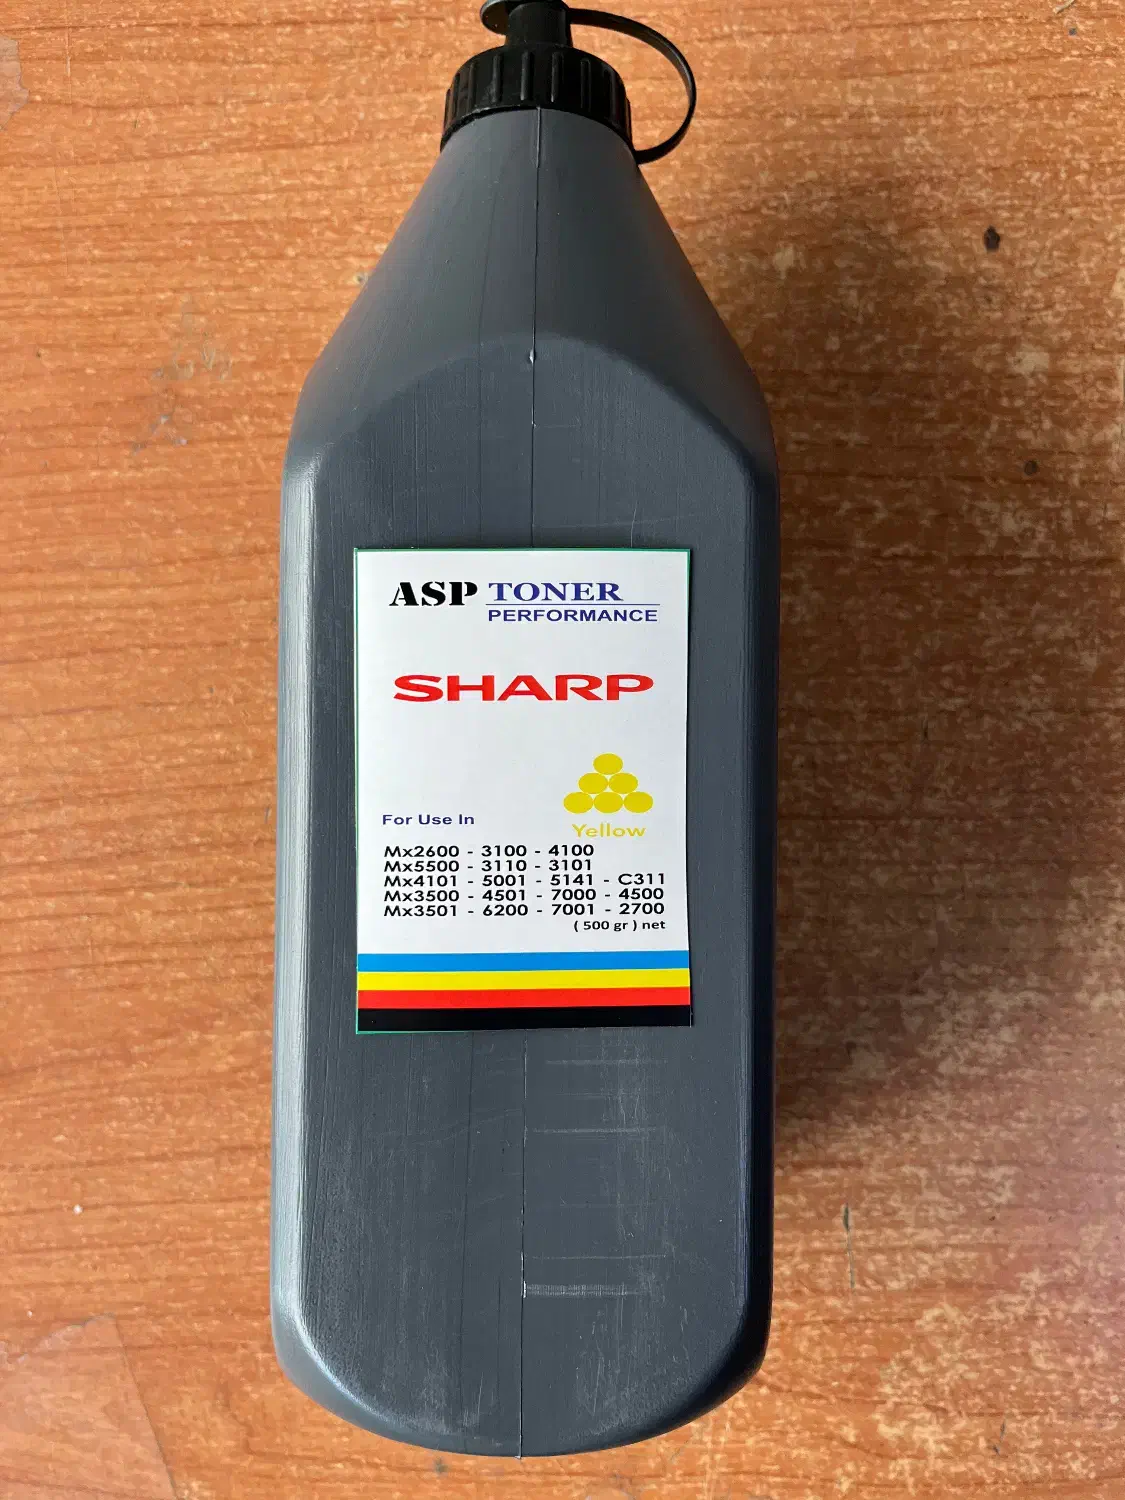 ASP TONER
PERFORMANCE
SHARP
Yellow
For Use In
Mx2600 - 3100 - 4100
Mx5500 - 3110 - 3101
Mx4101 - 5001 - 5141 - C311
Mx3500 - 4501 - 7000 - 4500
Mx3501 - 6200 - 7001 - 2700
( 500 gr ) net